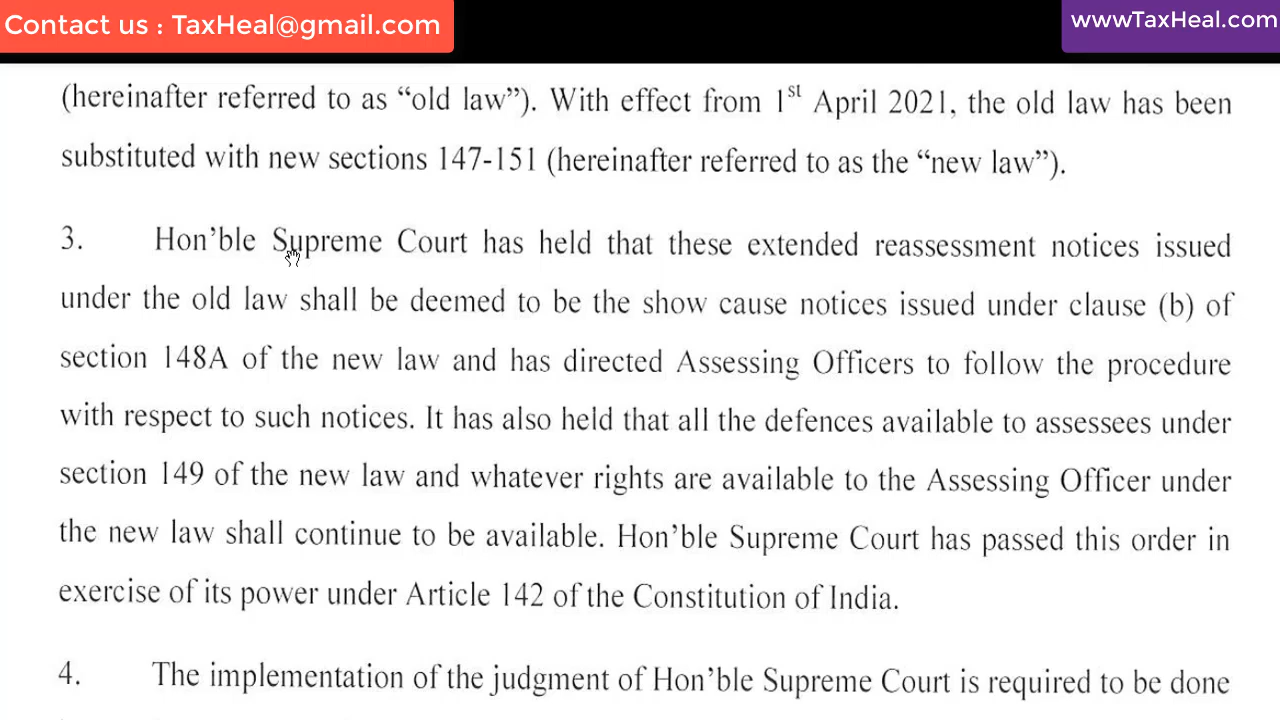 Contact us : TaxHeal@gmail.com
wwwTaxHeal.com
(hereinafter referred to as “old law”). With effect from 1st April 2021, the old law has been
substituted with new sections 147-151 (hereinafter referred to as the “new law”).
3. Hon’ble Supreme Court has held that these extended reassessment notices issued
under the old law shall be deemed to be the show cause notices issued under clause (b) of
section 148A of the new law and has directed Assessing Officers to follow the procedure
with respect to such notices. It has also held that all the defences available to assessees under
section 149 of the new law and whatever rights are available to the Assessing Officer under
the new law shall continue to be available. Hon’ble Supreme Court has passed this order in
exercise of its power under Article 142 of the Constitution of India.
4. The implementation of the judgment of Hon’ble Supreme Court is required to be done